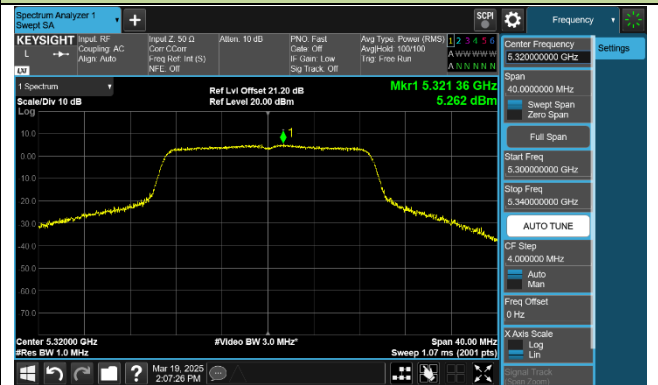 Spectrum Analyzer 1
Swept SA
SCPI
Frequency
KEYSIGHT
L
LXI
Input: RF
Coupling: AC
Align: Auto
Input Z: 50 Ω
Corr CCorr
Freq Ref: Int (S)
NFE: Off
Atten: 10 dB
PNO: Fast
Gate: Off
IF Gain: Low
Sig Track: Off
Avg Type: Power (RMS)
Avg|Hold: 100/100
Trig: Free Run
1 2 3 4 5 6
A W W W W W
A N N N N N
Center Frequency
5.320000000 GHz
Settings
Span
40.0000000 MHz
Swept Span
Zero Span
Full Span
Start Freq
5.300000000 GHz
Stop Freq
5.340000000 GHz
AUTO TUNE
CF Step
4.000000 MHz
Auto
Man
Freq Offset
0 Hz
X Axis Scale
Log
Lin
Signal Track
(Span Zoom)
1 Spectrum
Scale/Div 10 dB
Log
Ref Lvl Offset 21.20 dB
Ref Level 20.00 dBm
Mkr1 5.321 36 GHz
5.262 dBm
1
10.0
0.00
-10.0
-20.0
-30.0
-40.0
-50.0
-60.0
-70.0
Center 5.32000 GHz
#Res BW 1.0 MHz
#Video BW 3.0 MHz*
Span 40.00 MHz
Sweep 1.07 ms (2001 pts)
?
Mar 19, 2025
2:07:26 PM